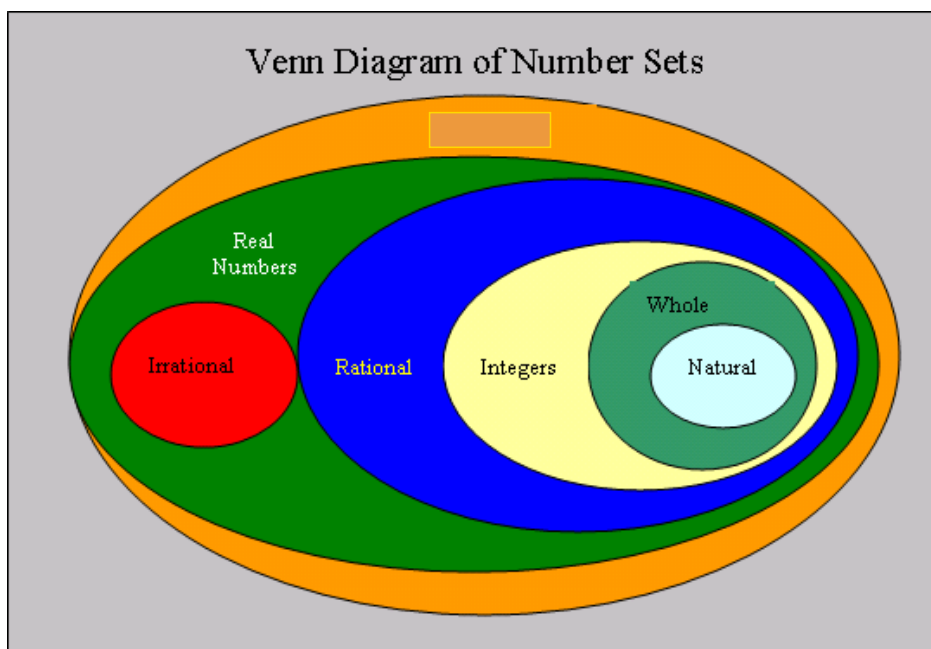 Venn Diagram of Number Sets
Real
Numbers
Whole
Irrational
Rational
Integers
Natural